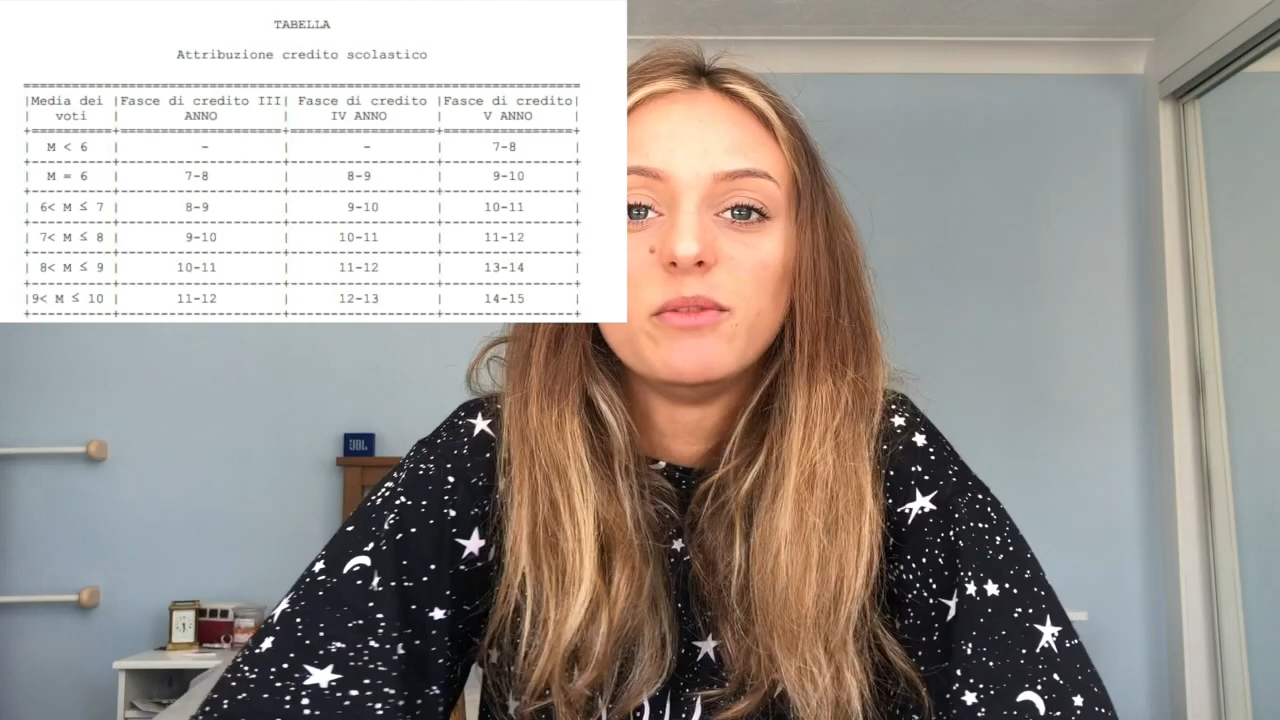 TABELLA
Attribuzione credito scolastico
Media dei voti | Fasce di credito III ANNO | Fasce di credito IV ANNO | Fasce di credito V ANNO
M < 6 | - | - | 7-8
M = 6 | 7-8 | 8-9 | 9-10
6< M ≤ 7 | 8-9 | 9-10 | 10-11
7< M ≤ 8 | 9-10 | 10-11 | 11-12
8< M ≤ 9 | 10-11 | 11-12 | 13-14
9< M ≤ 10 | 11-12 | 12-13 | 14-15
JBL